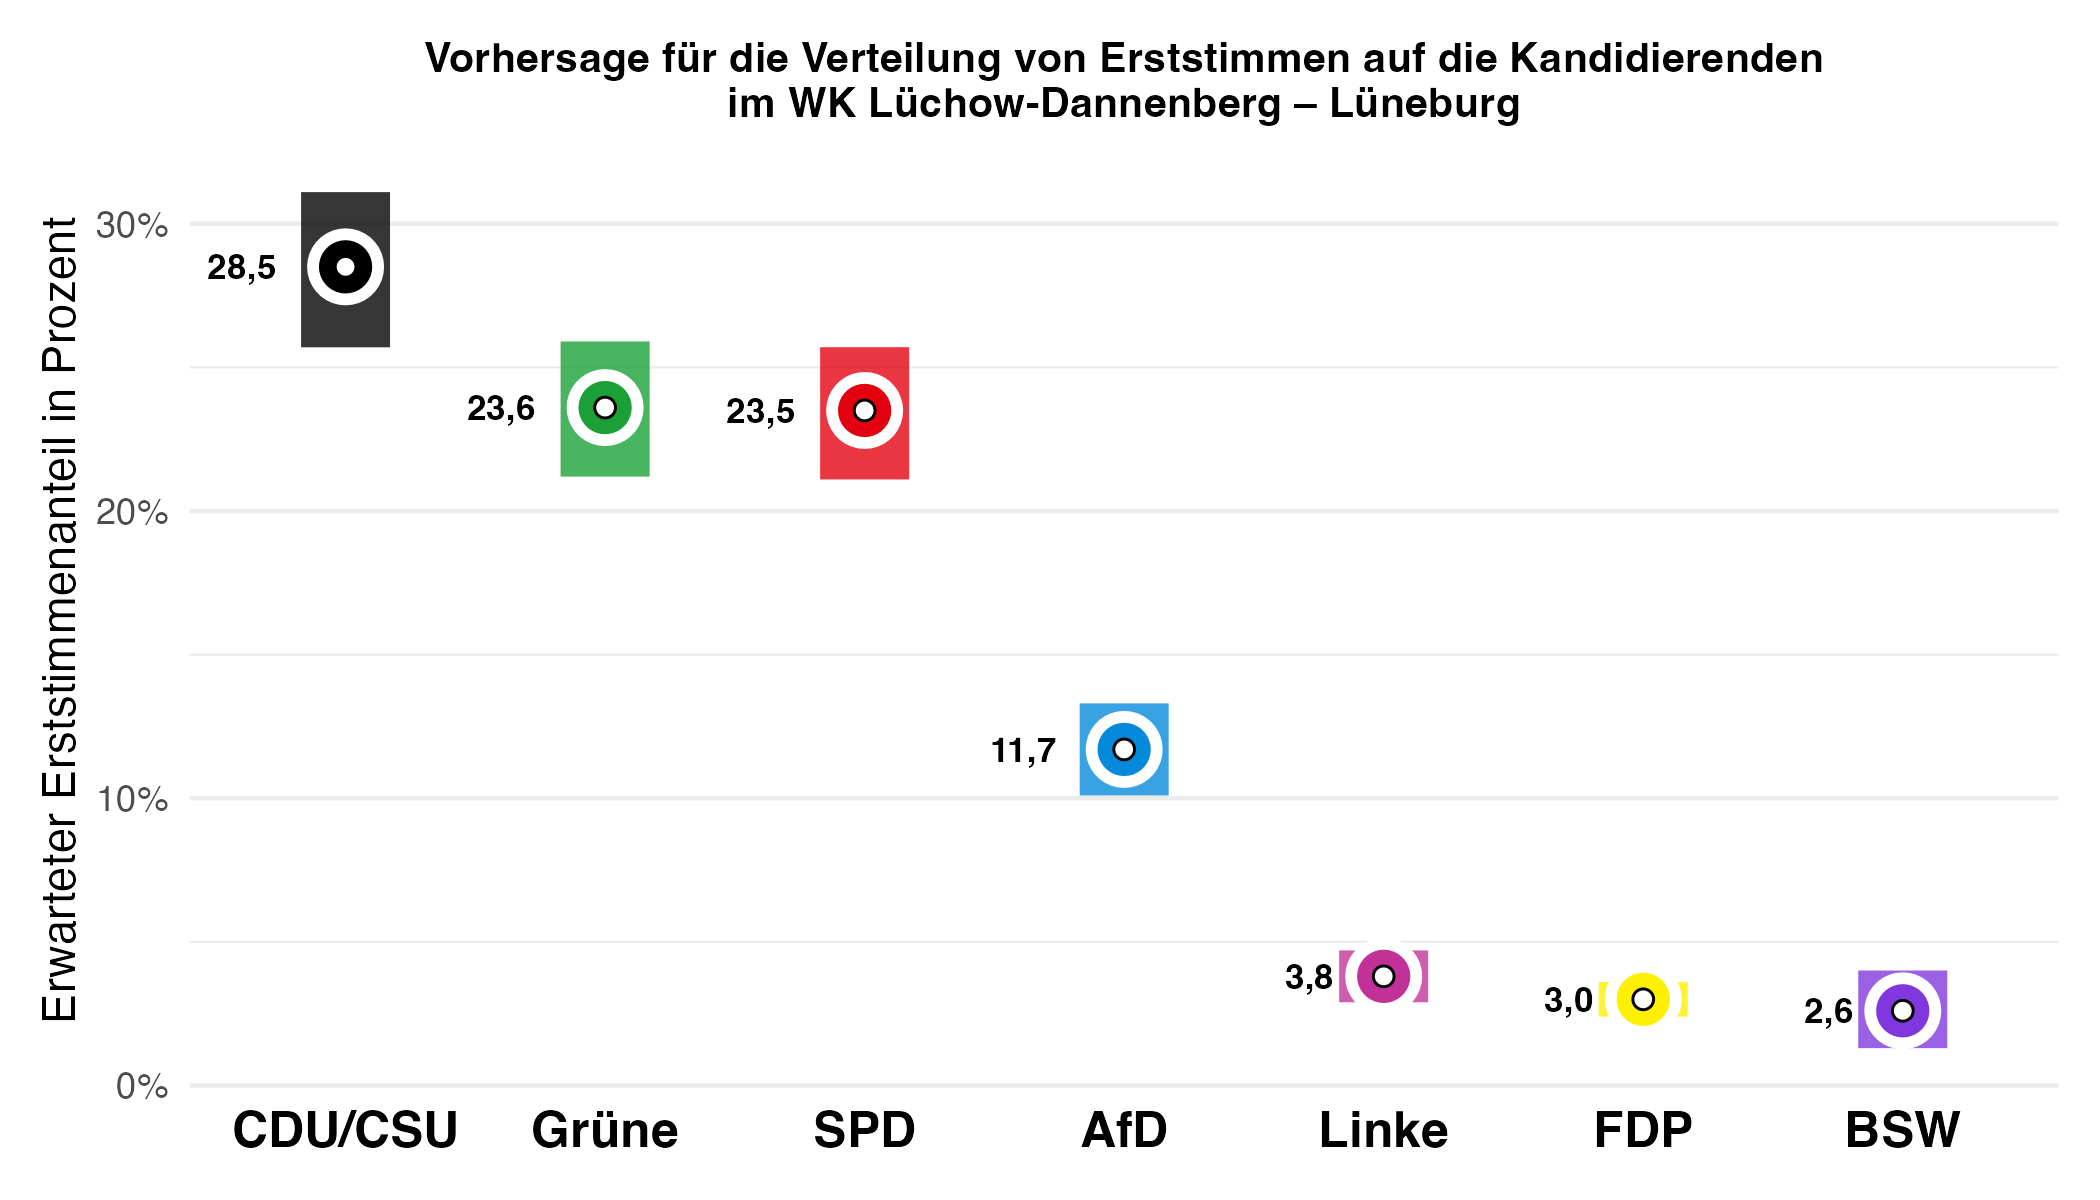 Vorhersage für die Verteilung von Erststimmen auf die Kandidierenden
im WK Lüchow-Dannenberg – Lüneburg
Erwarteter Erststimmenanteil in Prozent
30%
20%
10%
0%
28,5
23,6
23,5
11,7
3,8
3,0
2,6
CDU/CSU
Grüne
SPD
AfD
Linke
FDP
BSW